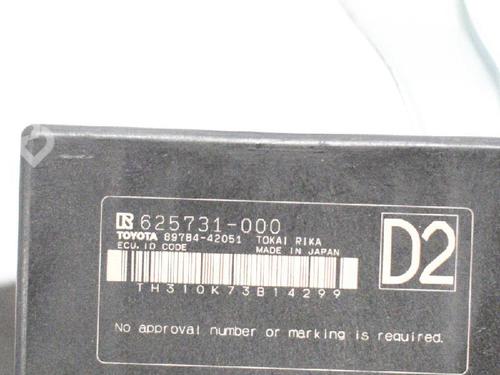 625731-000
TOYOTA 89784-42051 TOKAI RIKA
ECU, ID CODE MADE IN JAPAN
D2
TH310K73B14299
No approval number or marking is required.